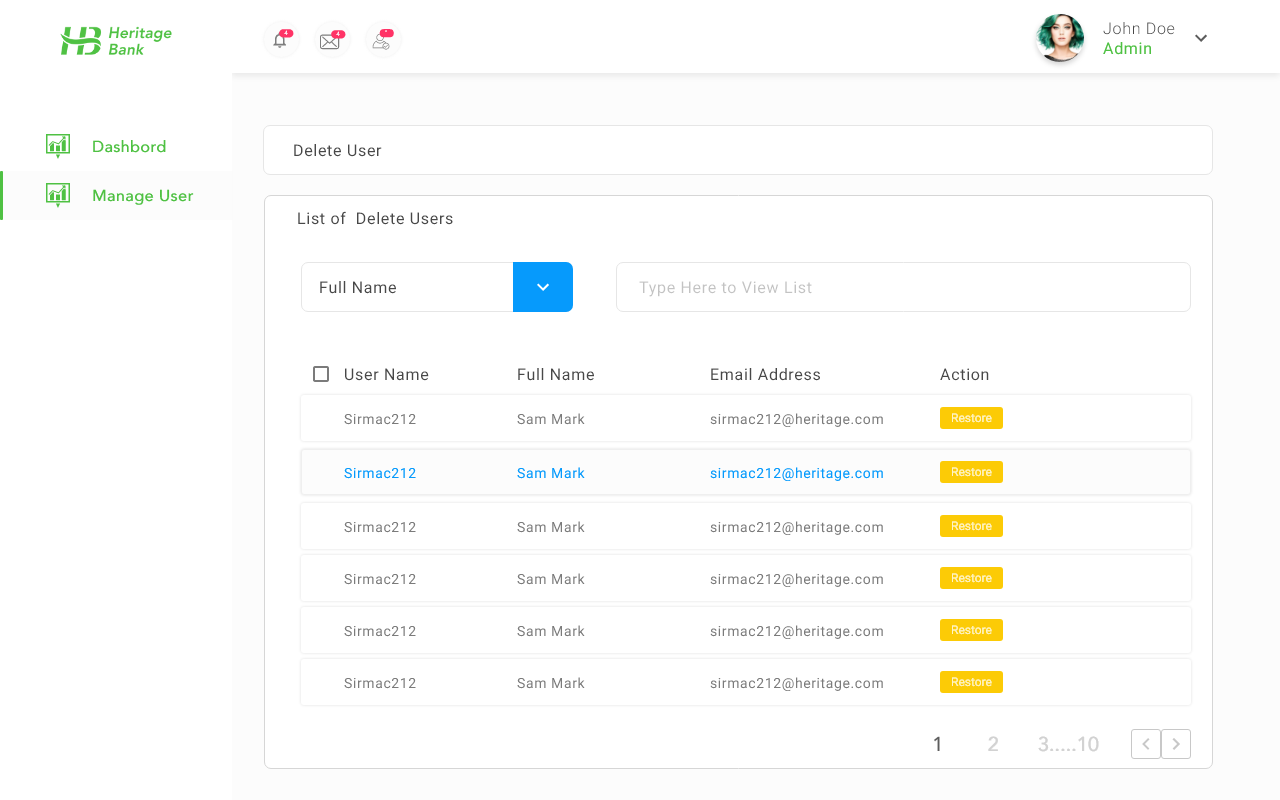 Heritage
Bank
4
4
John Doe
Admin
Dashbord
Manage User
Delete User
List of Delete Users
Full Name
Type Here to View List
User Name Full Name Email Address Action
Sirmac212 Sam Mark sirmac212@heritage.com Restore
Sirmac212 Sam Mark sirmac212@heritage.com Restore
Sirmac212 Sam Mark sirmac212@heritage.com Restore
Sirmac212 Sam Mark sirmac212@heritage.com Restore
Sirmac212 Sam Mark sirmac212@heritage.com Restore
Sirmac212 Sam Mark sirmac212@heritage.com Restore
1 2 3.....10